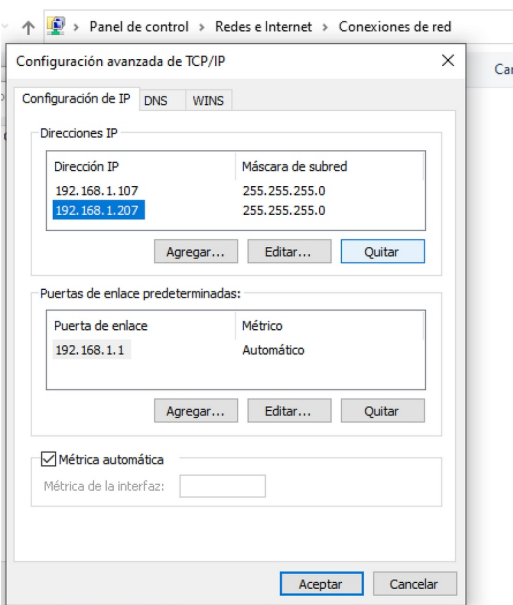 Panel de control > Redes e Internet > Conexiones de red
Configuración avanzada de TCP/IP
Configuración de IP DNS WINS
Direcciones IP
Dirección IP Máscara de subred
192.168.1.107 255.255.255.0
192.168.1.207 255.255.255.0
Agregar... Editar... Quitar
Puertas de enlace predeterminadas:
Puerta de enlace Métrico
192.168.1.1 Automático
Agregar... Editar... Quitar
Métrica automática
Métrica de la interfaz:
Aceptar Cancelar